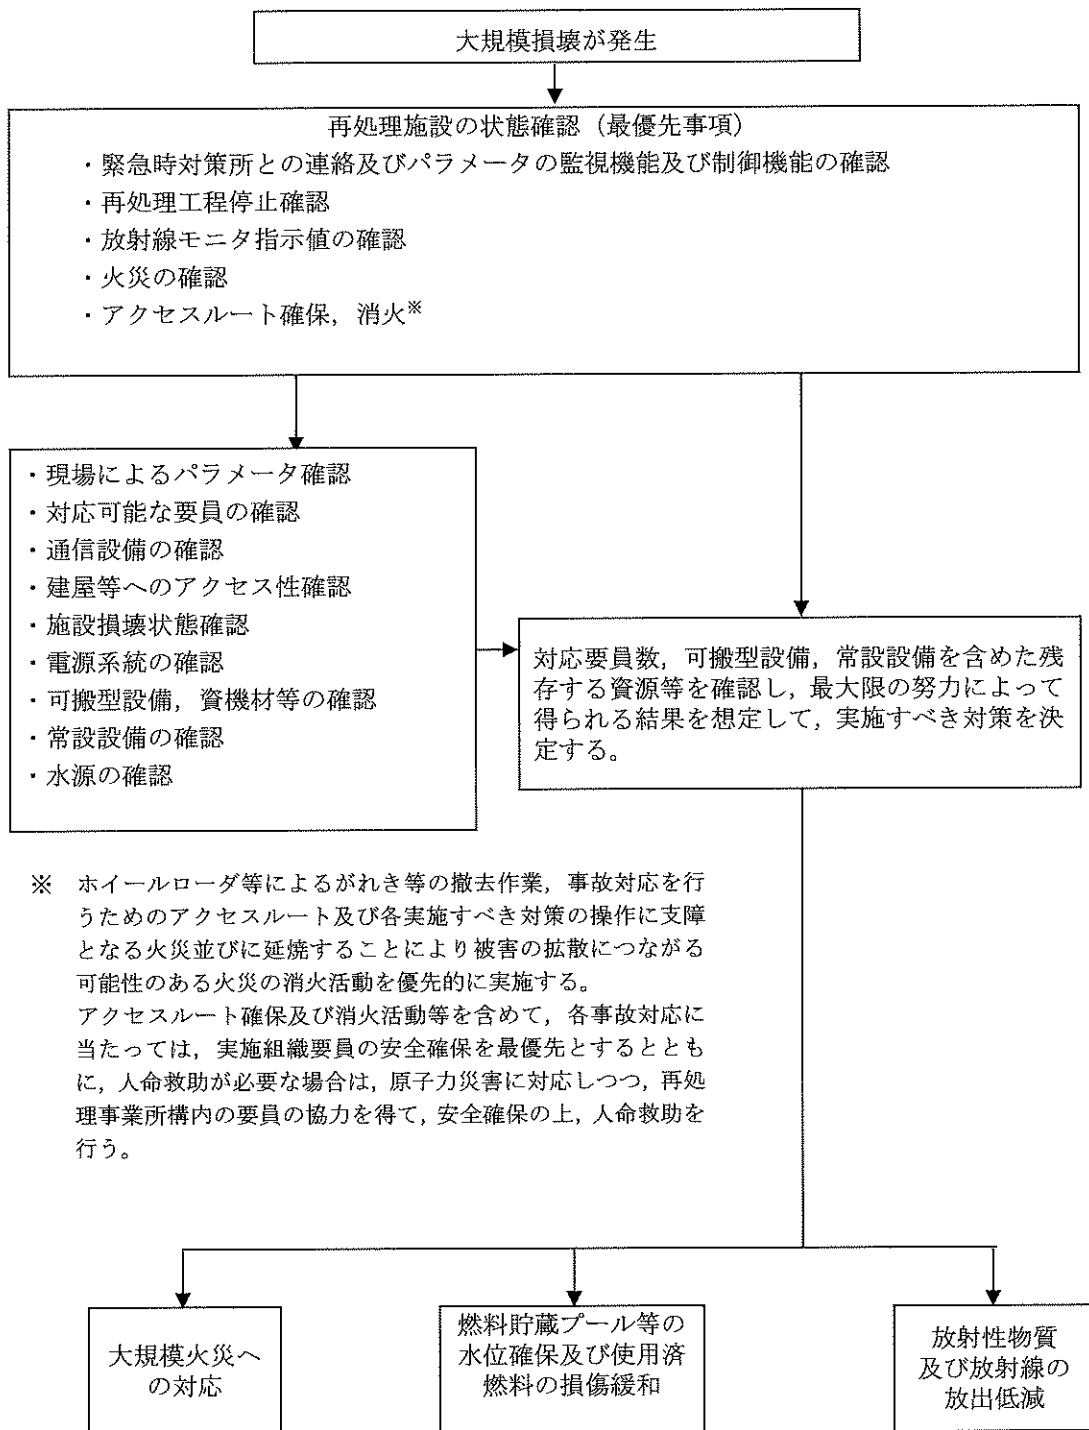 大規模損壊が発生
再処理施設の状態確認（最優先事項）
・緊急時対策所との連絡及びパラメータの監視機能及び制御機能の確認
・再処理工程停止確認
・放射線モニタ指示値の確認
・火災の確認
・アクセスルート確保，消火※
・現場によるパラメータ確認
・対応可能な要員の確認
・通信設備の確認
・建屋等へのアクセス性確認
・施設損壊状態確認
・電源系統の確認
・可搬型設備，資機材等の確認
・常設設備の確認
・水源の確認
対応要員数，可搬型設備，常設設備を含めた残
存する資源等を確認し，最大限の努力によって
得られる結果を想定して，実施すべき対策を決
定する。
※　ホイールローダ等によるがれき等の撤去作業，事故対応を行
うためのアクセスルート及び各実施すべき対策の操作に支障
となる火災並びに延焼することにより被害の拡散につながる
可能性のある火災の消火活動を優先的に実施する。
アクセスルート確保及び消火活動等を含めて，各事故対応に
当たっては，実施組織要員の安全確保を最優先とするととも
に，人命救助が必要な場合は，原子力災害に対応しつつ，再処
理事業所構内の要員の協力を得て，安全確保の上，人命救助を
行う。
大規模火災へ
の対応
燃料貯蔵プール等の
水位確保及び使用済
燃料の損傷緩和
放射性物質
及び放射線の
放出低減